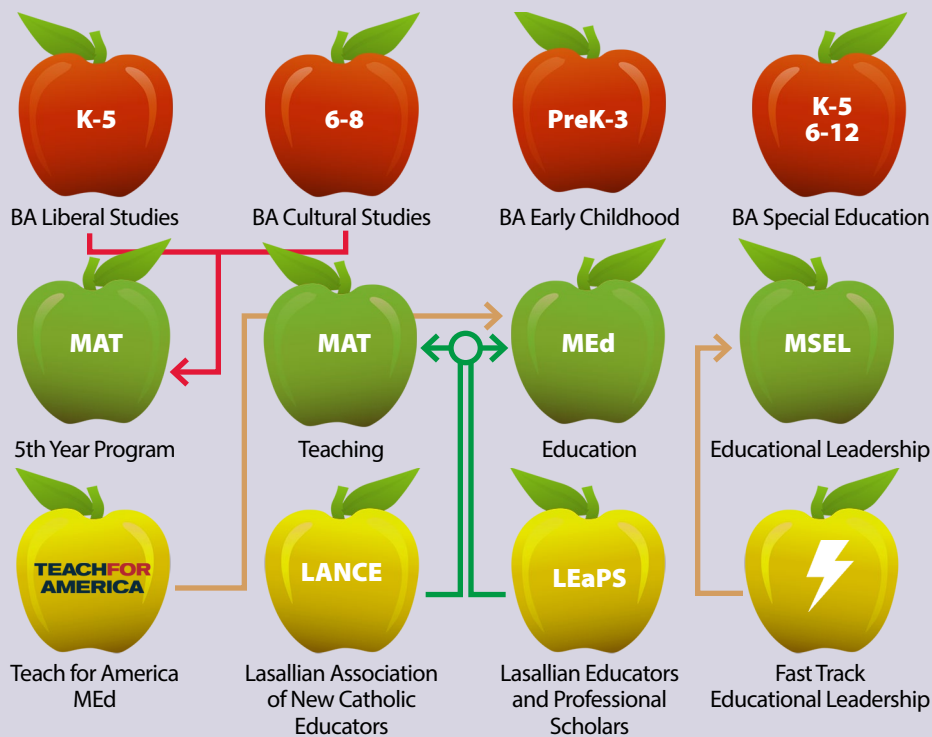 K-5
6-8
PreK-3
K-5
6-12
BA Liberal Studies
BA Cultural Studies
BA Early Childhood
BA Special Education
MAT
MAT
MEd
MSEL
5th Year Program
Teaching
Education
Educational Leadership
TEACHFOR
AMERICA
LANCE
LEaPS
Teach for America
MEd
Lasallian Association
of New Catholic
Educators
Lasallian Educators
and Professional
Scholars
Fast Track
Educational Leadership